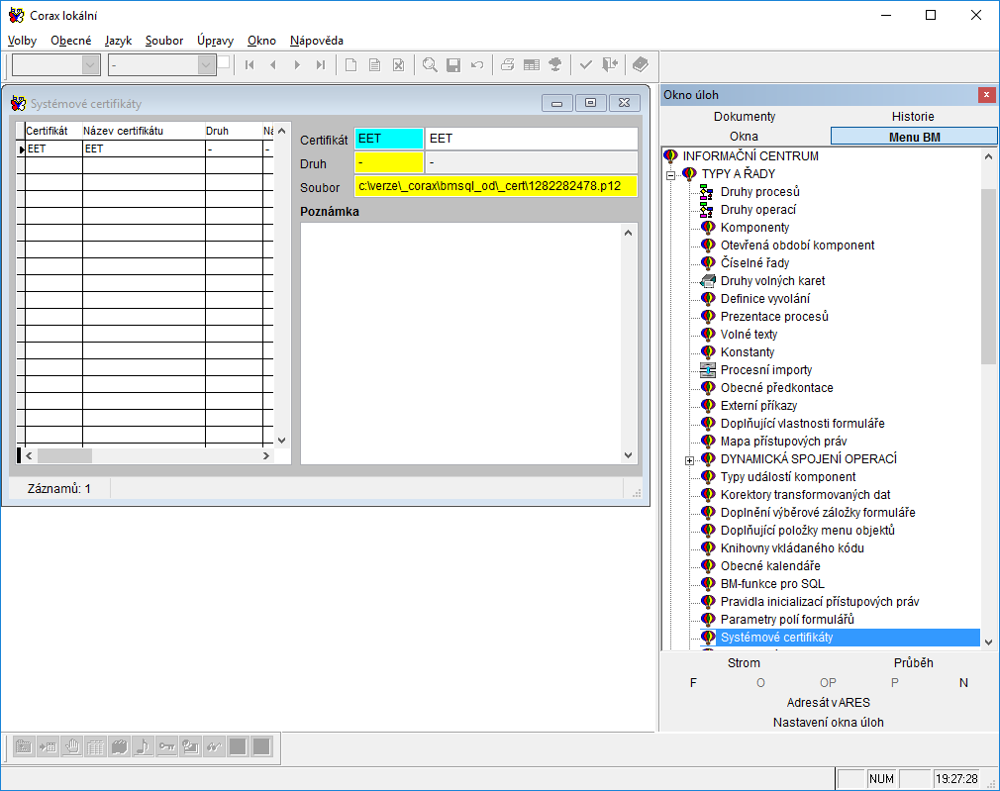 Corax lokální
Volby Obecné Jazyk Soubor Úpravy Okno Nápověda
-
Systémové certifikáty
Certifikát Název certifikátu Druh Ná
EET EET - -
Certifikát EET EET
Druh - -
Soubor c:\verze\_corax\bmsql_od\_cert\1282282478.p12
Poznámka
Záznamů: 1
Okno úloh
Dokumenty Historie
Okna Menu BM
INFORMAČNÍ CENTRUM
TYPY A ŘADY
Druhy procesů
Druhy operací
Komponenty
Otevřená období komponent
Číselné řady
Druhy volných karet
Definice vyvolání
Prezentace procesů
Volné texty
Konstanty
Procesní importy
Obecné předkontace
Externí příkazy
Doplňující vlastnosti formuláře
Mapa přístupových práv
DYNAMICKÁ SPOJENÍ OPERACÍ
Typy událostí komponent
Korektory transformovaných dat
Doplnění výběrové záložky formuláře
Doplňující položky menu objektů
Knihovny vkládaného kódu
Obecné kalendáře
BM-funkce pro SQL
Pravidla inicializací přístupových práv
Parametry polí formulářů
Systémové certifikáty
Strom Průběh
F O OP P N
Adresát v ARES
Nastavení okna úloh
NUM 19:27:28